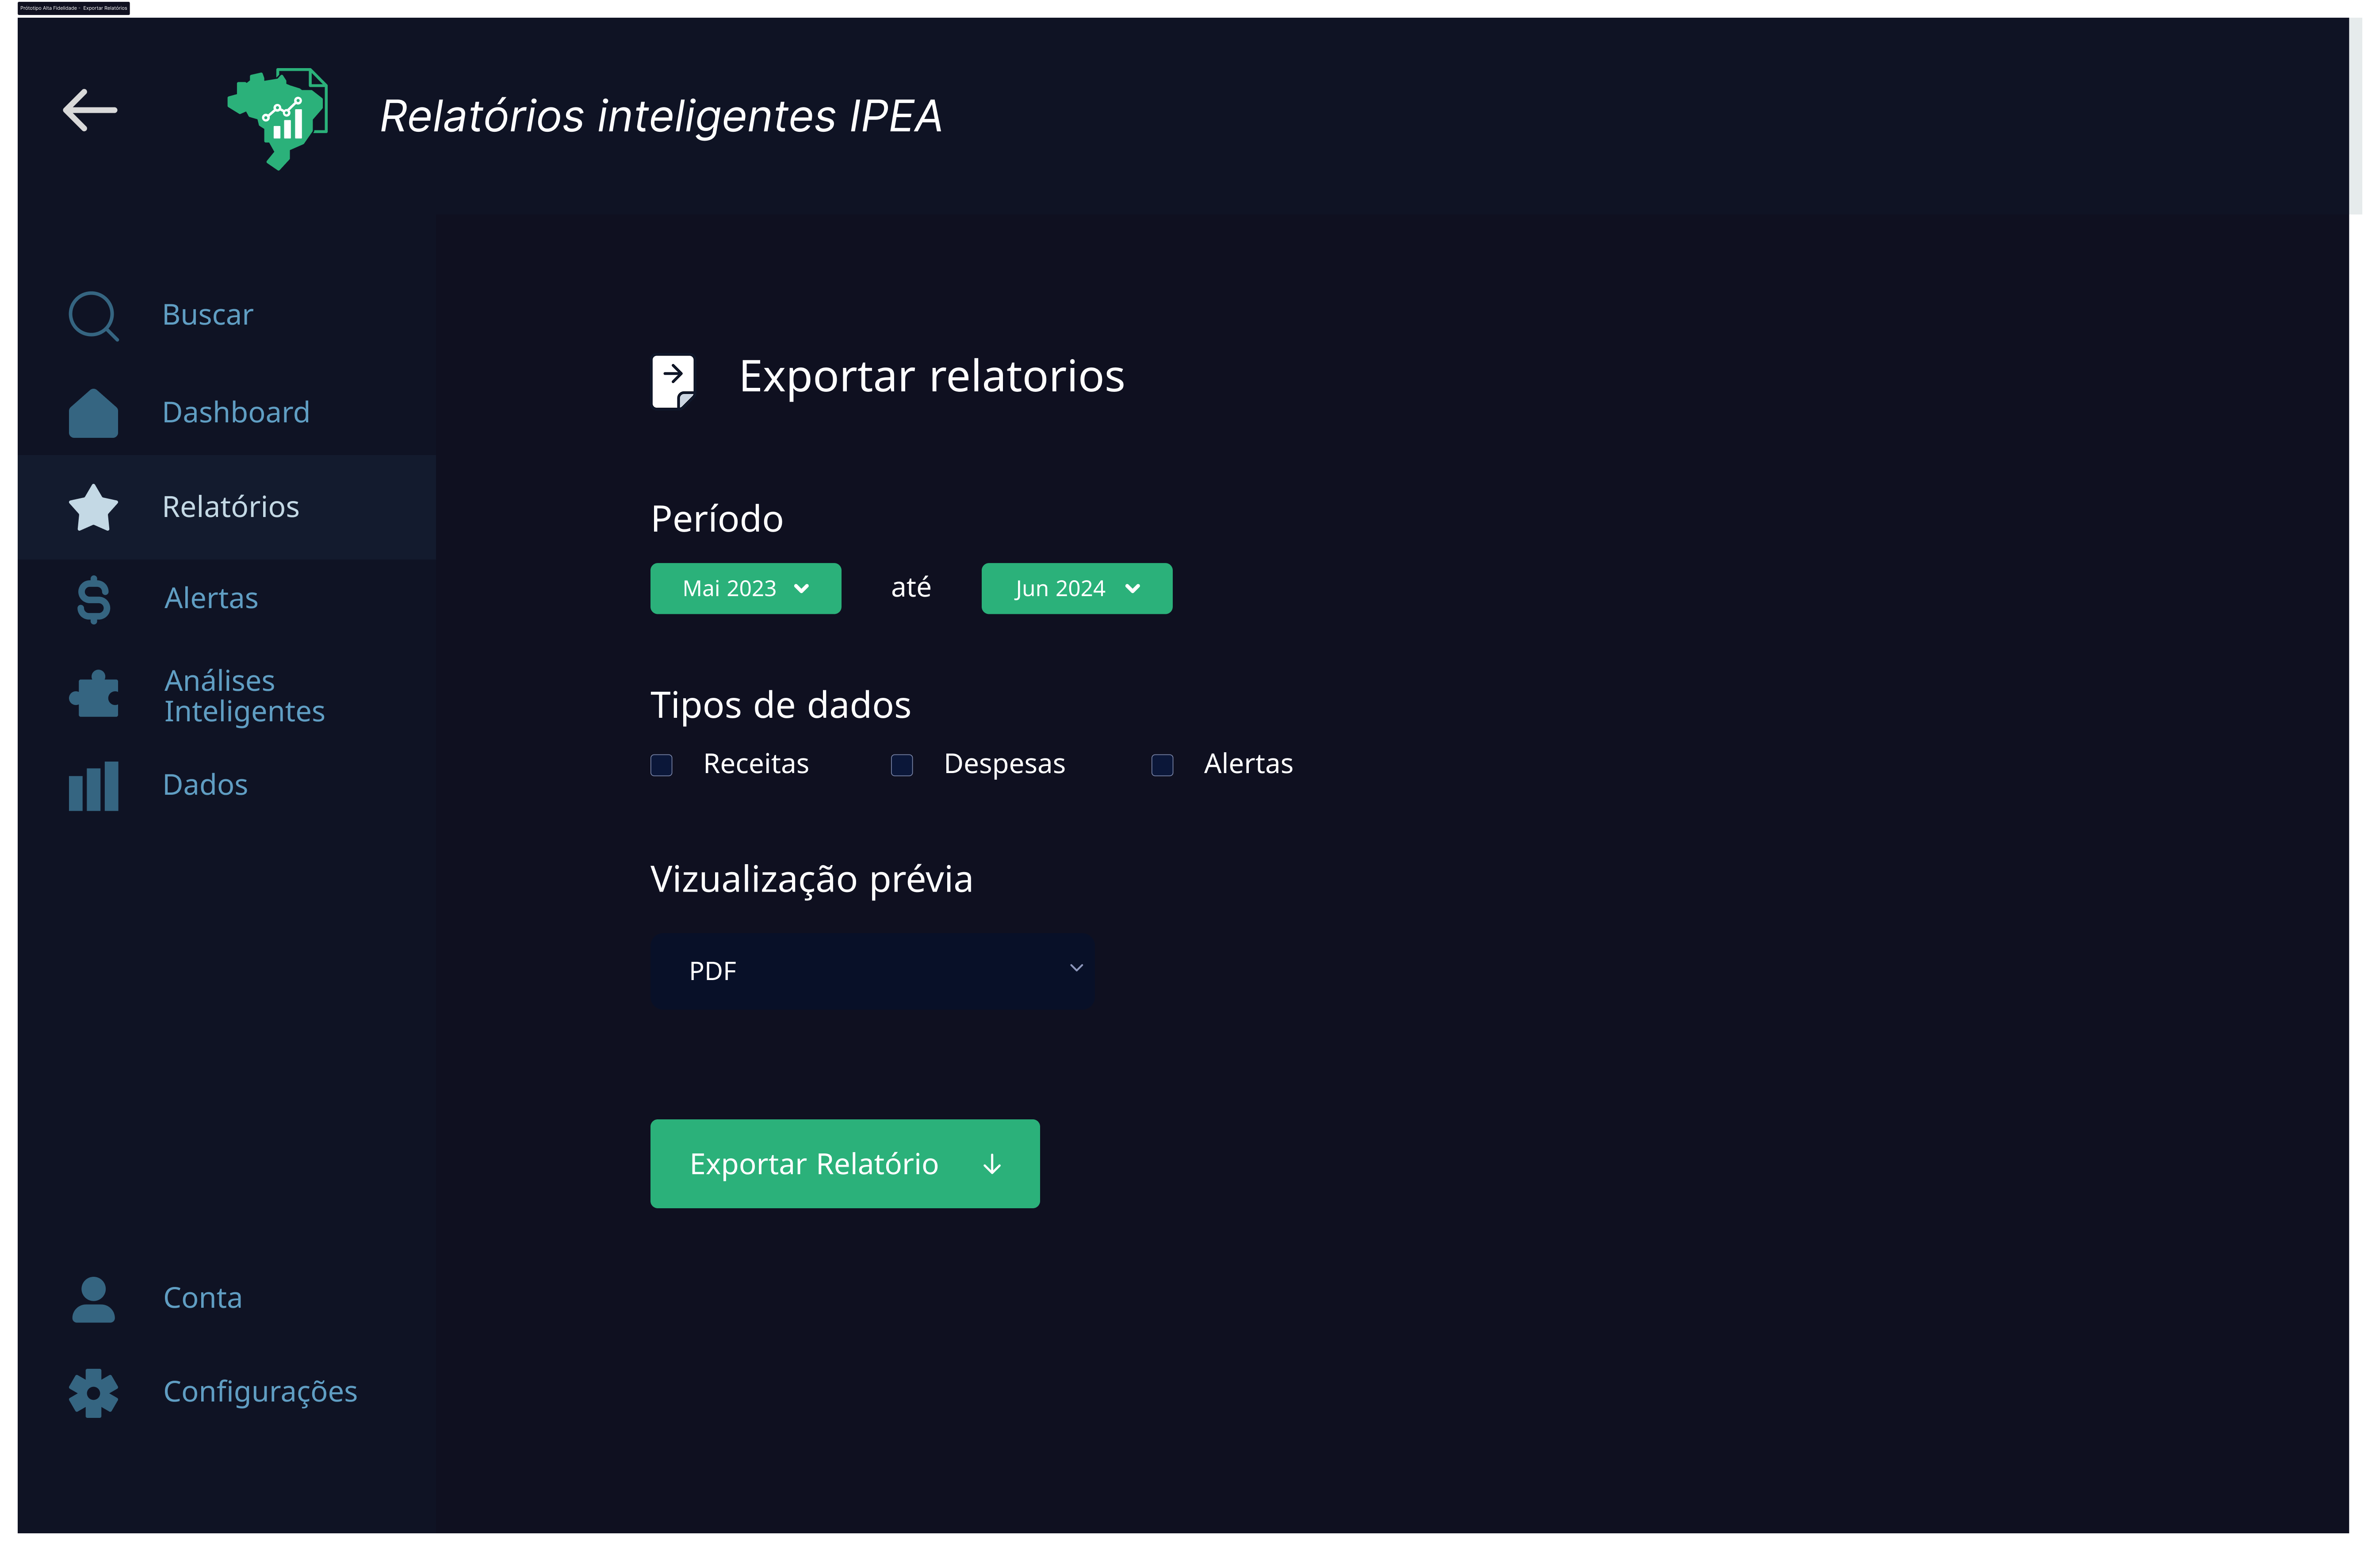 Prótotipo Alta Fidelidade - Exportar Relatórios
Relatórios inteligentes IPEA
Buscar
Dashboard
Relatórios
Alertas
Análises
Inteligentes
Dados
Conta
Configurações
Exportar relatorios
Período
Mai 2023 até Jun 2024
Tipos de dados
Receitas Despesas Alertas
Vizualização prévia
PDF
Exportar Relatório